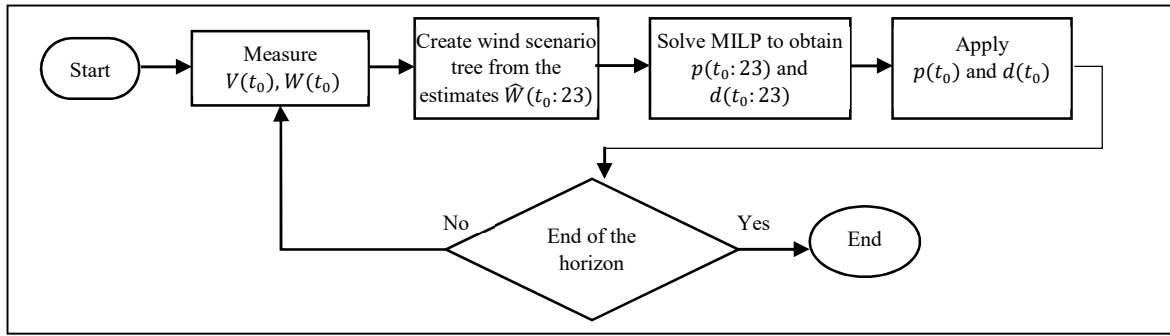 Start
Measure
V(t₀), W(t₀)
Create wind scenario
tree from the
estimates Ŵ(t₀: 23)
Solve MILP to obtain
p(t₀: 23) and
d(t₀: 23)
Apply
p(t₀) and d(t₀)
No
End of the
horizon
Yes
End